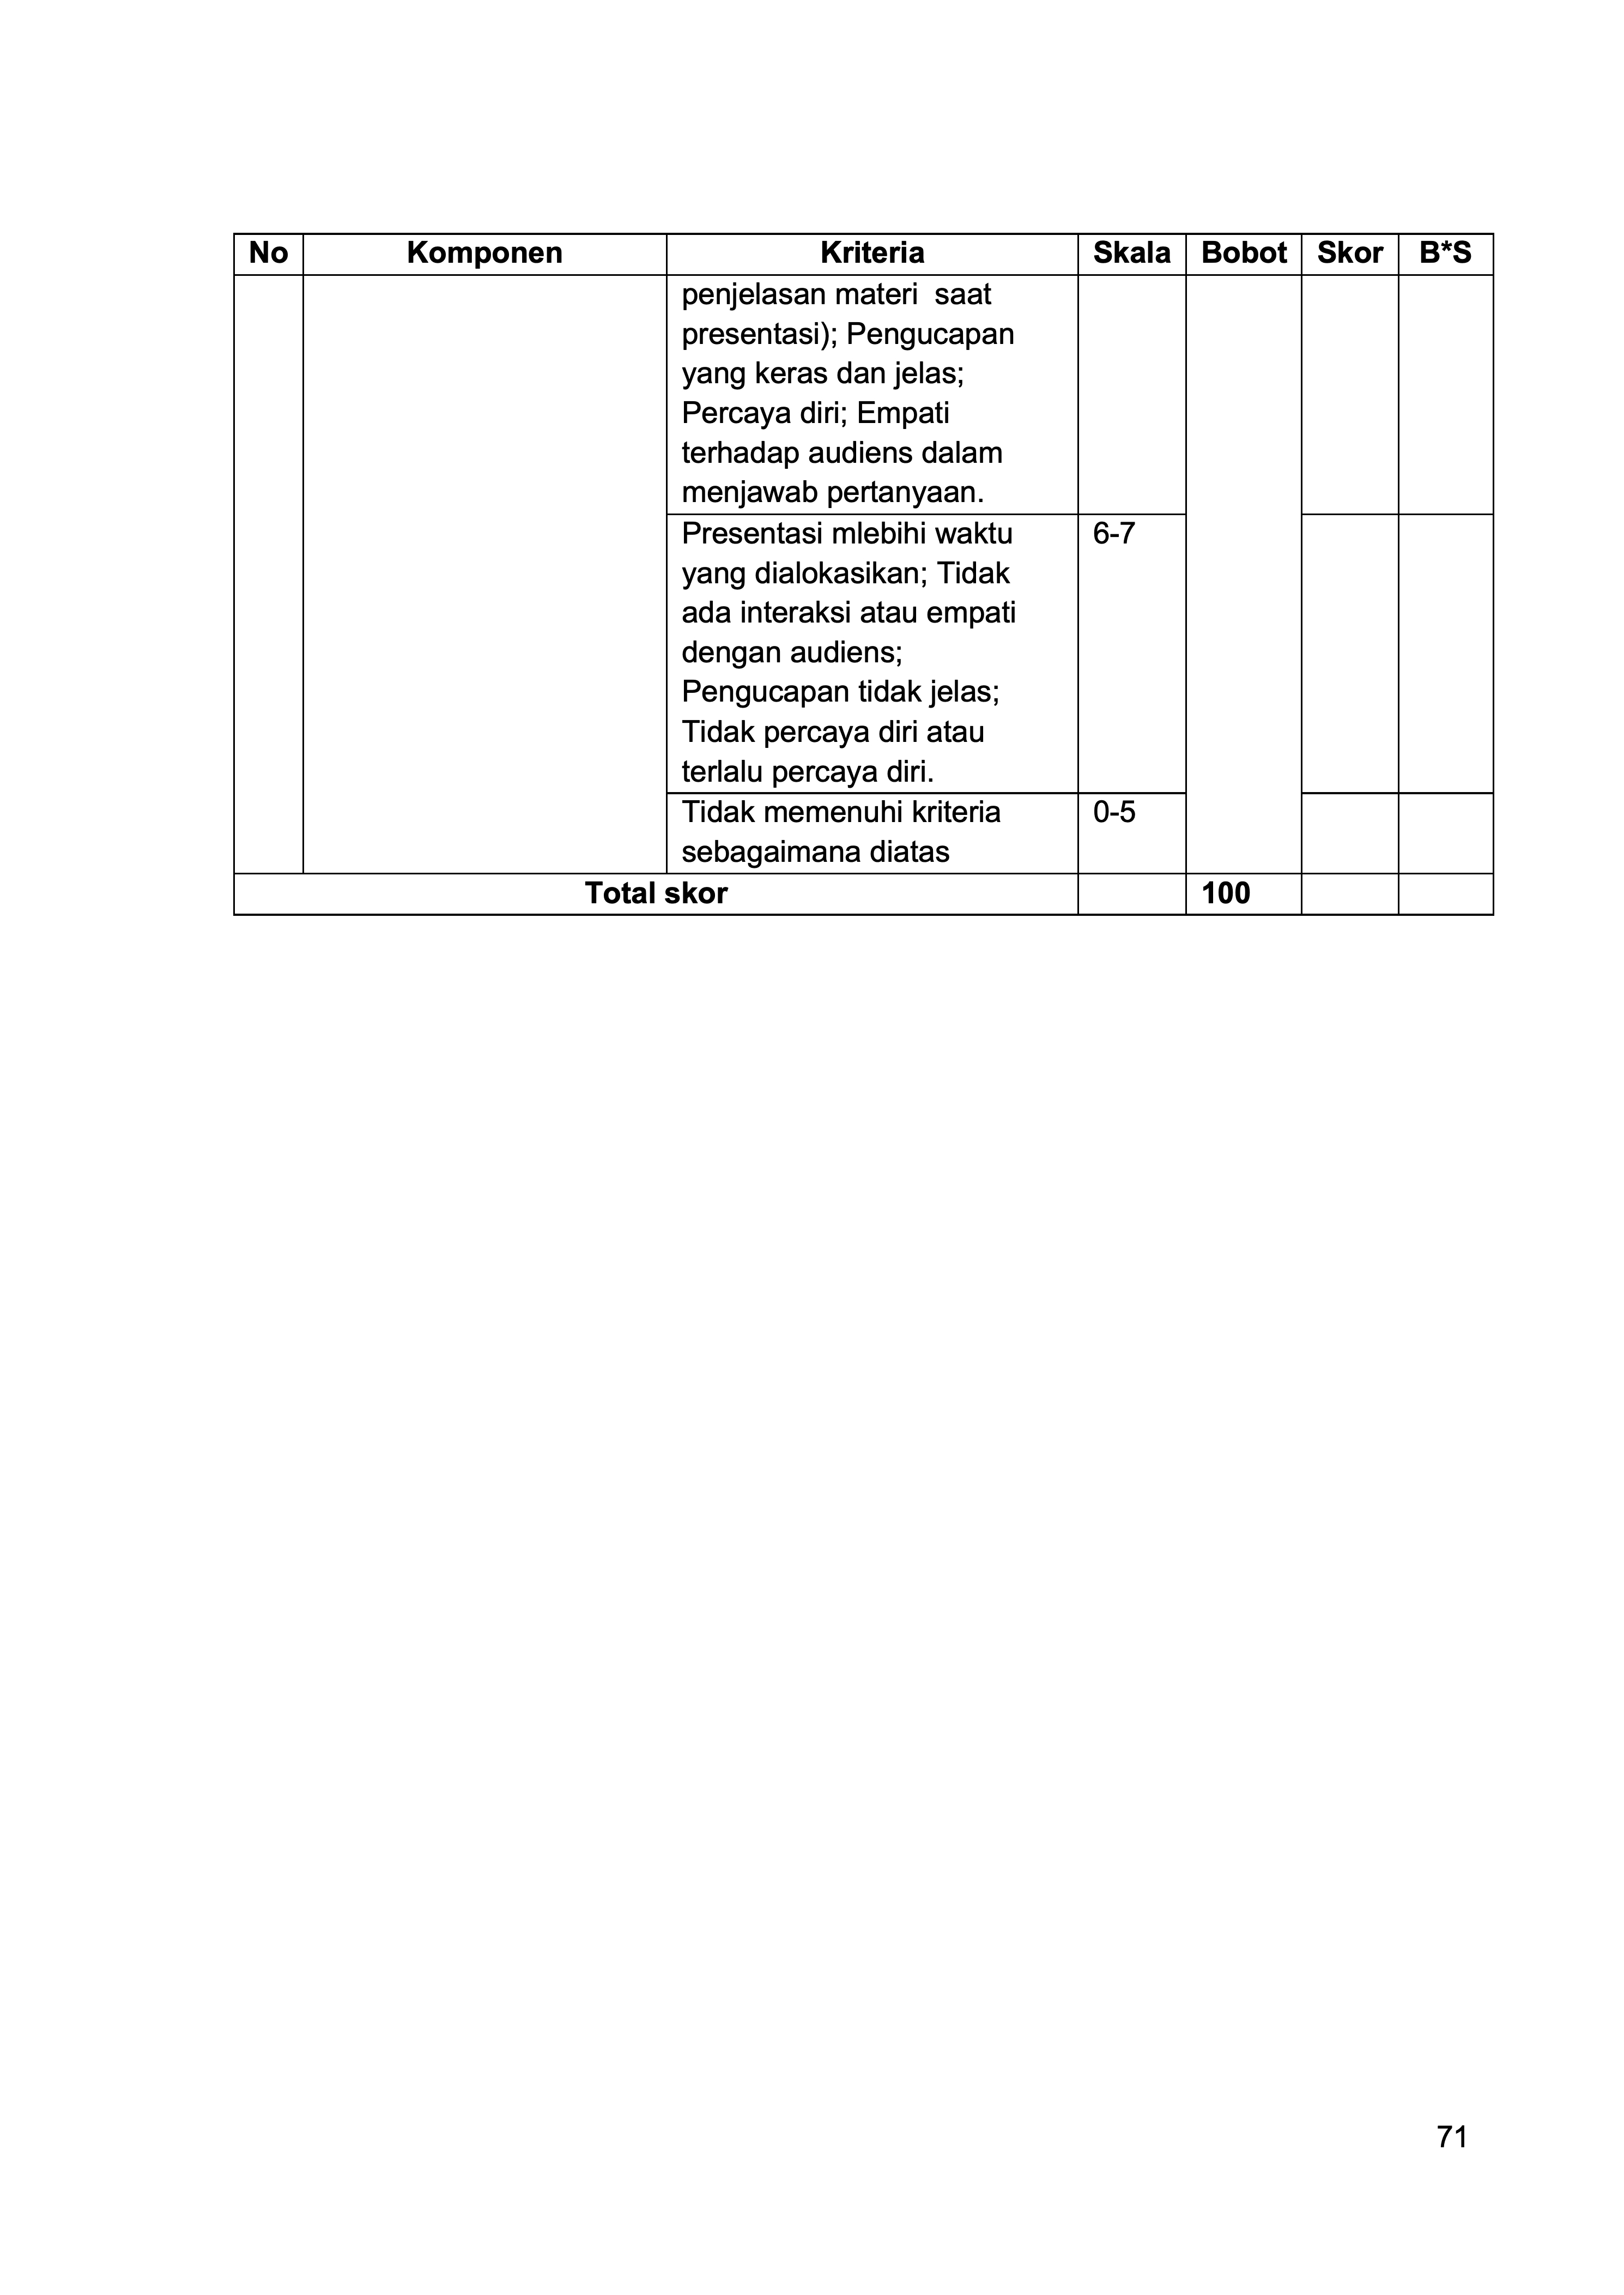 No Komponen Kriteria Skala Bobot Skor B*S
penjelasan materi  saat
presentasi); Pengucapan
yang keras dan jelas;
Percaya diri; Empati
terhadap audiens dalam
menjawab pertanyaan.
Presentasi mlebihi waktu 6-7
yang dialokasikan; Tidak
ada interaksi atau empati
dengan audiens;
Pengucapan tidak jelas;
Tidak percaya diri atau
terlalu percaya diri.
Tidak memenuhi kriteria 0-5
sebagaimana diatas
Total skor 100
71